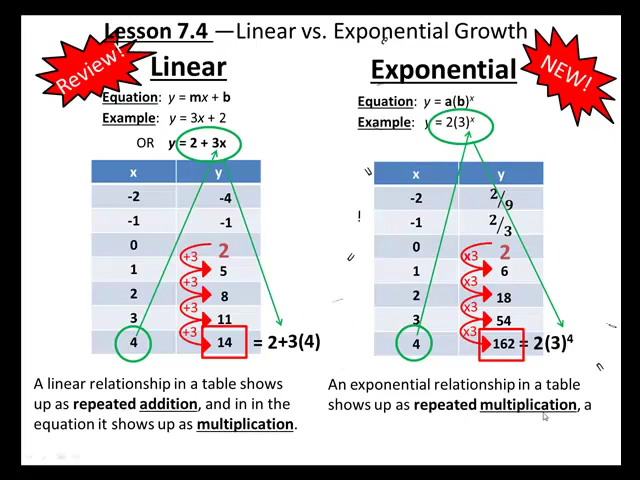 Lesson 7.4 —Linear vs. Exponential Growth
Review!
Linear
Equation: y = mx + b
Example: y = 3x + 2
OR y = 2 + 3x
x y
-2 -4
-1 -1
0 2
+3
1 5
+3
2 8
+3
3 11
+3
4 14 = 2+3(4)
A linear relationship in a table shows
up as repeated addition, and in in the
equation it shows up as multiplication.
NEW!
Exponential
Equation: y = a(b)ˣ
Example: y = 2(3)ˣ
x y
-2 2/9
-1 2/3
0 2
x3
1 6
x3
2 18
x3
3 54
x3
4 162 = 2(3)⁴
An exponential relationship in a table
shows up as repeated multiplication, a